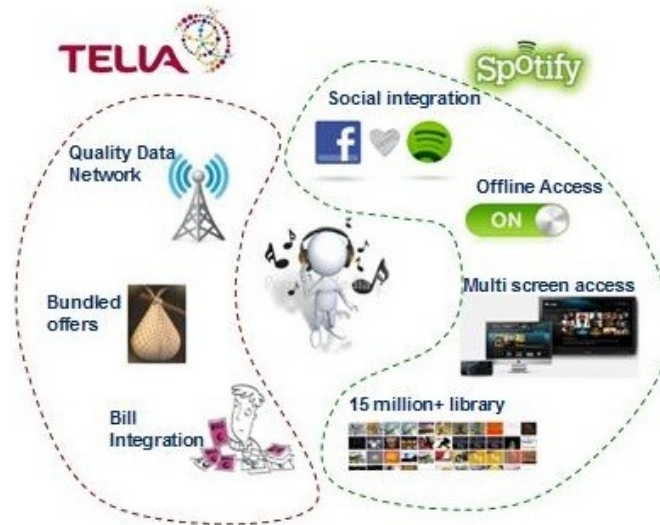 TELIA
Spotify
Social integration
Quality Data
Network
Offline Access
ON
Bundled
offers
Multi screen access
Bill
Integration
15 million+ library